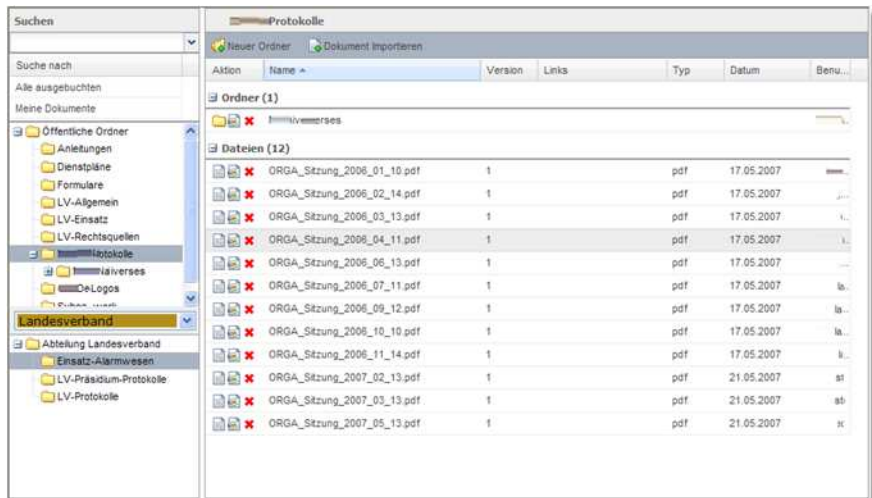 Suchen
Suche nach
Alle ausgebuchten
Meine Dokumente
Öffentliche Ordner
Anleitungen
Dienstpläne
Formulare
LV-Allgemein
LV-Einsatz
LV-Rechtsquellen
DeLogos
Landesverband
Abteilung Landesverband
Einsatz-Alarmwesen
LV-Präsidium-Protokolle
LV-Protokolle
Protokolle
Neuer Ordner Dokument Importieren
Aktion Name Version Links Typ Datum Benu...
Ordner (1)
Dateien (12)
ORGA_Sitzung_2006_01_10.pdf 1 pdf 17.05.2007
ORGA_Sitzung_2006_02_14.pdf 1 pdf 17.05.2007
ORGA_Sitzung_2006_03_13.pdf 1 pdf 17.05.2007
ORGA_Sitzung_2006_04_11.pdf 1 pdf 17.05.2007
ORGA_Sitzung_2006_06_13.pdf 1 pdf 17.05.2007
ORGA_Sitzung_2006_07_11.pdf 1 pdf 17.05.2007 la...
ORGA_Sitzung_2006_09_12.pdf 1 pdf 17.05.2007 la...
ORGA_Sitzung_2006_10_10.pdf 1 pdf 17.05.2007 la...
ORGA_Sitzung_2006_11_14.pdf 1 pdf 17.05.2007
ORGA_Sitzung_2007_02_13.pdf 1 pdf 21.05.2007
ORGA_Sitzung_2007_03_13.pdf 1 pdf 21.05.2007
ORGA_Sitzung_2007_05_13.pdf 1 pdf 21.05.2007